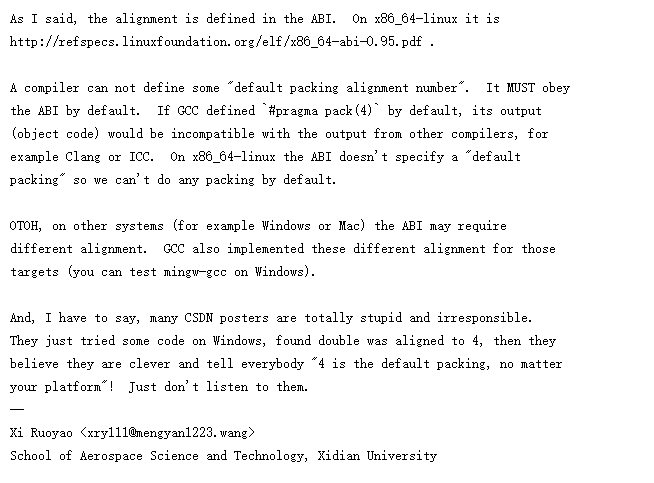 As I said, the alignment is defined in the ABI.  On x86_64-linux it is
http://refspecs.linuxfoundation.org/elf/x86_64-abi-0.95.pdf .
A compiler can not define some "default packing alignment number".  It MUST obey
the ABI by default.  If GCC defined `#pragma pack(4)` by default, its output
(object code) would be incompatible with the output from other compilers, for
example Clang or ICC.  On x86_64-linux the ABI doesn't specify a "default
packing" so we can't do any packing by default.
OTOH, on other systems (for example Windows or Mac) the ABI may require
different alignment.  GCC also implemented these different alignment for those
targets (you can test mingw-gcc on Windows).
And, I have to say, many CSDN posters are totally stupid and irresponsible.
They just tried some code on Windows, found double was aligned to 4, then they
believe they are clever and tell everybody "4 is the default packing, no matter
your platform"!  Just don't listen to them.
—
Xi Ruoyao <xry111@mengyan1223.wang>
School of Aerospace Science and Technology, Xidian University